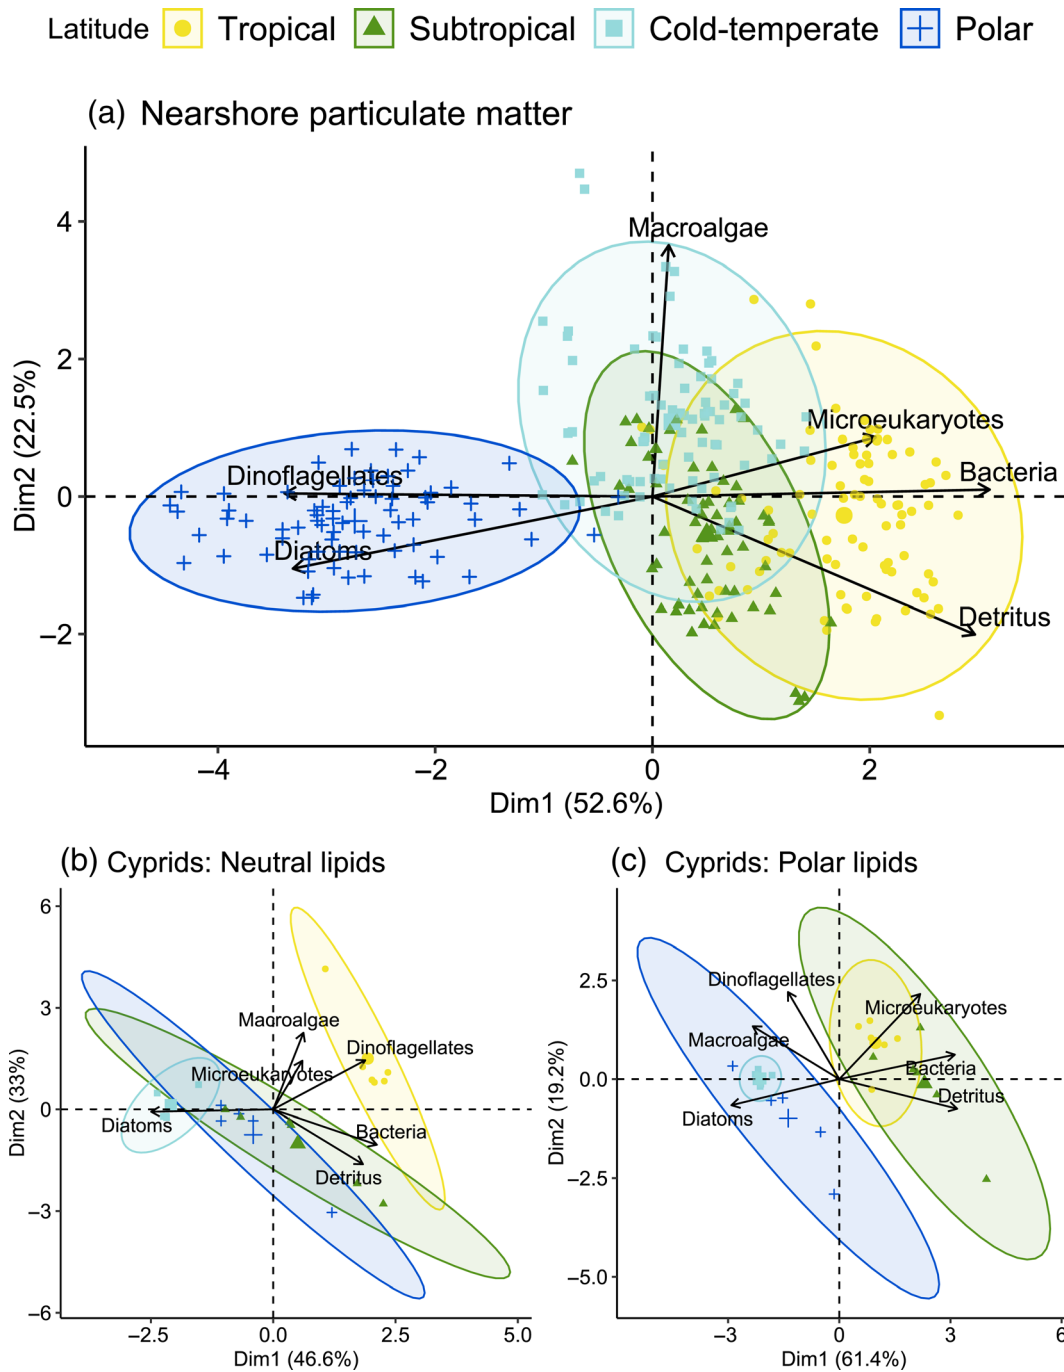 Latitude Tropical Subtropical Cold-temperate Polar
(a) Nearshore particulate matter
Macroalgae
Microeukaryotes
Bacteria
Dinoflagellates
Diatoms
Detritus
4
2
0
−2
Dim2 (22.5%)
−4 −2 0 2
Dim1 (52.6%)
(b) Cyprids: Neutral lipids
6
3
0
−3
−6
Dim2 (33%)
Macroalgae
Dinoflagellates
Microeukaryotes
Diatoms
Bacteria
Detritus
−2.5 0.0 2.5 5.0
Dim1 (46.6%)
(c) Cyprids: Polar lipids
2.5
0.0
−2.5
−5.0
Dim2 (19.2%)
Dinoflagellates
Microeukaryotes
Macroalgae
Bacteria
Detritus
Diatoms
−3 0 3 6
Dim1 (61.4%)